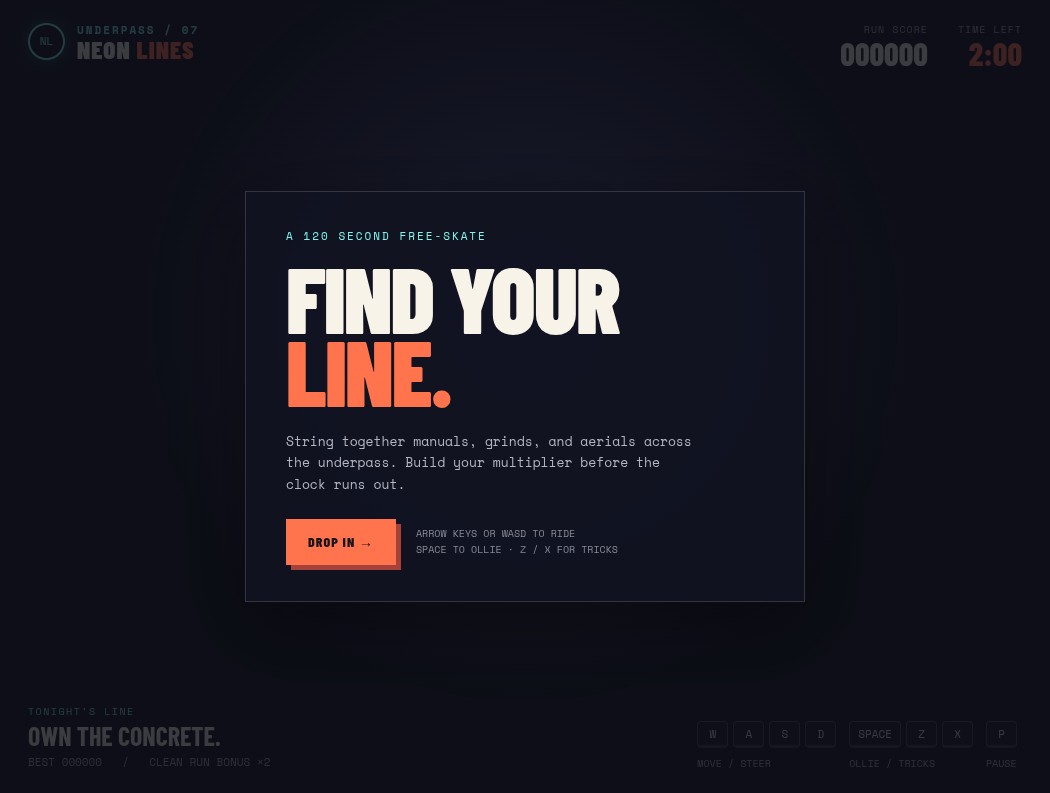 NL
UNDERPASS / 07
NEON LINES
RUN SCORE
000000
TIME LEFT
2:00
A 120 SECOND FREE-SKATE
FIND YOUR
LINE.
String together manuals, grinds, and aerials across
the underpass. Build your multiplier before the
clock runs out.
DROP IN →
ARROW KEYS OR WASD TO RIDE
SPACE TO OLLIE · Z / X FOR TRICKS
TONIGHT'S LINE
OWN THE CONCRETE.
BEST 000000 / CLEAN RUN BONUS ×2
W A S D SPACE Z X P
MOVE / STEER OLLIE / TRICKS PAUSE